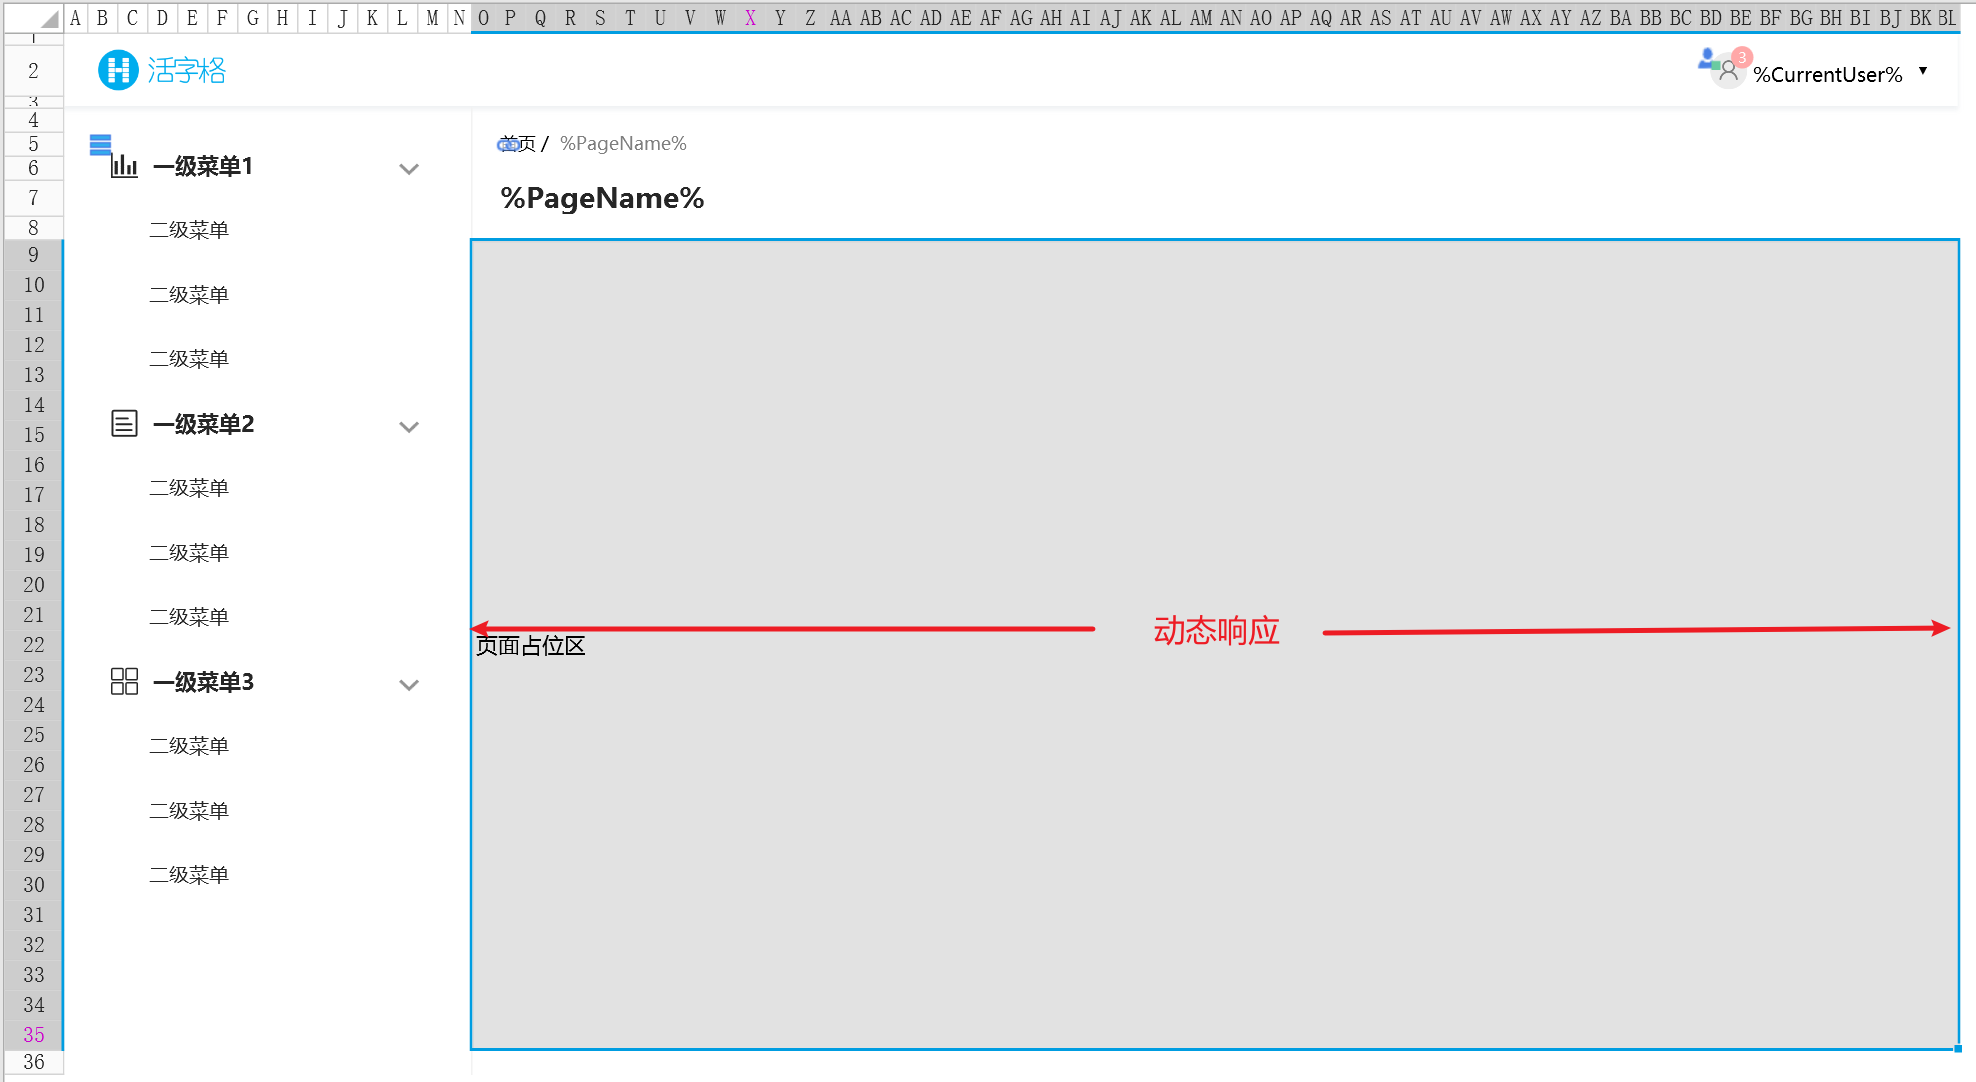 A B C D E F G H I J K L M N O P Q R S T U V W X Y Z AA AB AC AD AE AF AG AH AI AJ AK AL AM AN AO AP AQ AR AS AT AU AV AW AX AY AZ BA BB BC BD BE BF BG BH BI BJ BK BL
1
2
3
4
5
6
7
8
9
10
11
12
13
14
15
16
17
18
19
20
21
22
23
24
25
26
27
28
29
30
31
32
33
34
35
36
活字格
3
%CurrentUser%
一级菜单1
二级菜单
二级菜单
二级菜单
一级菜单2
二级菜单
二级菜单
二级菜单
一级菜单3
二级菜单
二级菜单
二级菜单
首页 / %PageName%
%PageName%
动态响应
页面占位区